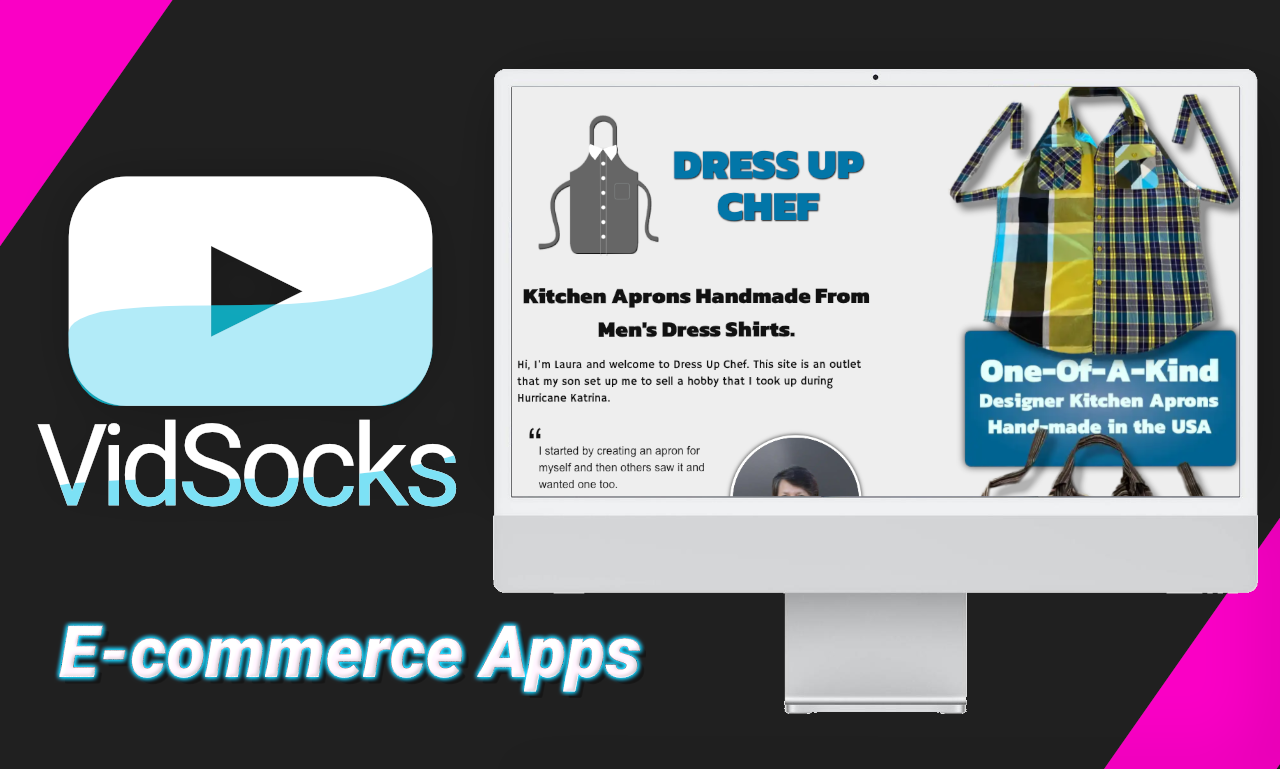 VidSocks
E-commerce Apps
DRESS UP
CHEF
Kitchen Aprons Handmade From
Men's Dress Shirts.
Hi, I'm Laura and welcome to Dress Up Chef. This site is an outlet
that my son set up me to sell a hobby that I took up during
Hurricane Katrina.
“
I started by creating an apron for
myself and then others saw it and
wanted one too.
One-Of-A-Kind
Designer Kitchen Aprons
Hand-made in the USA